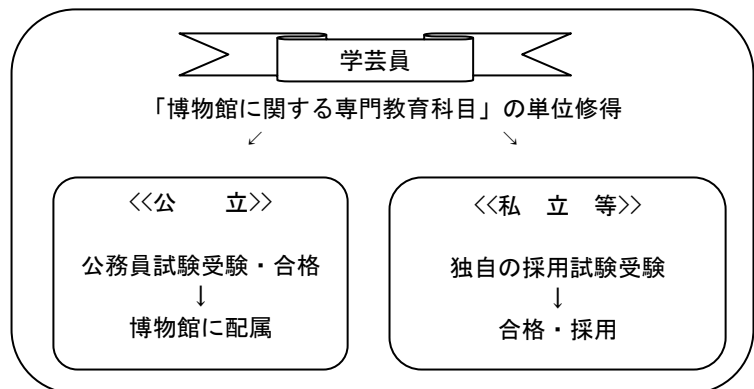 学芸員
「博物館に関する専門教育科目」の単位修得
↙ ↘
<<公 立>>
公務員試験受験・合格
↓
博物館に配属
<<私 立 等>>
独自の採用試験受験
↓
合格・採用